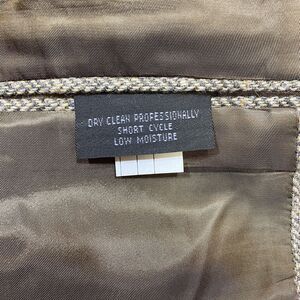 DRY CLEAN PROFESSIONALLY
SHORT CYCLE
LOW MOISTURE